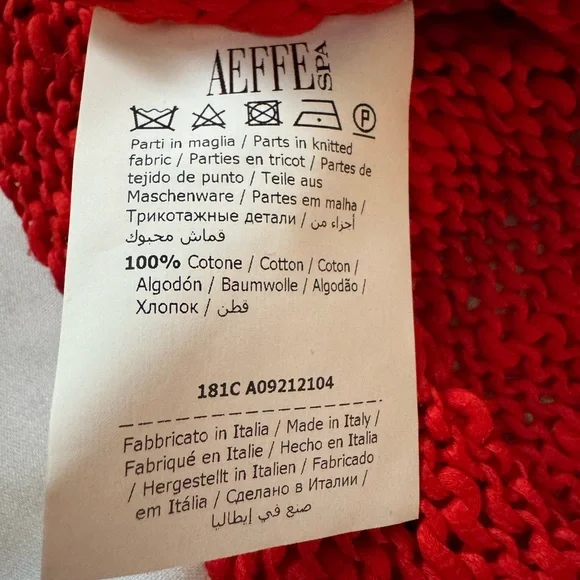 AEFFE SPA
P
Parti in maglia / Parts in knitted
fabric / Parties en tricot / Partes de
tejido de punto / Teile aus
Maschenware / Partes em malha /
Трикотажные детали / أجزاء من
قماش محبوك
100% Cotone / Cotton / Coton /
Algodón / Baumwolle / Algodão /
Хлопок / قطن
181C A09212104
Fabbricato in Italia / Made in Italy /
Fabriqué en Italie / Hecho en Italia
/ Hergestellt in Italien / Fabricado
em Itália / Сделано в Италии /
صنع في إيطاليا